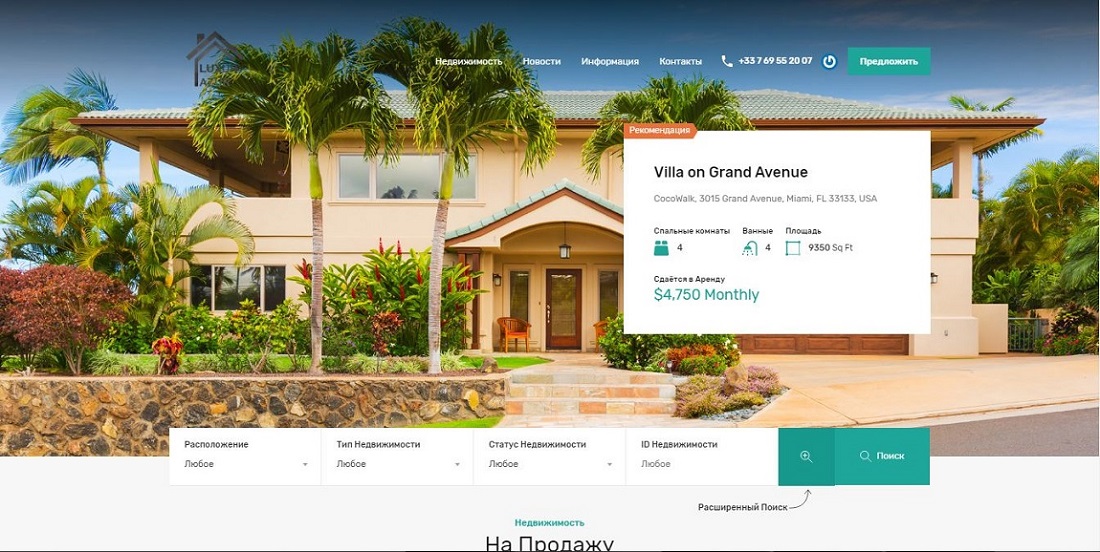 Недвижимость Новости Информация Контакты +33 7 69 55 20 07 Предложить
Рекомендация
Villa on Grand Avenue
CocoWalk, 3015 Grand Avenue, Miami, FL 33133, USA
Спальные комнаты Ванные Площадь
4 4 9350 Sq Ft
Сдаётся в Аренду
$4,750 Monthly
Расположение Тип Недвижимости Статус Недвижимости ID Недвижимости
Любое Любое Любое Любое Поиск
Расширенный Поиск
Недвижимость
На Продажу